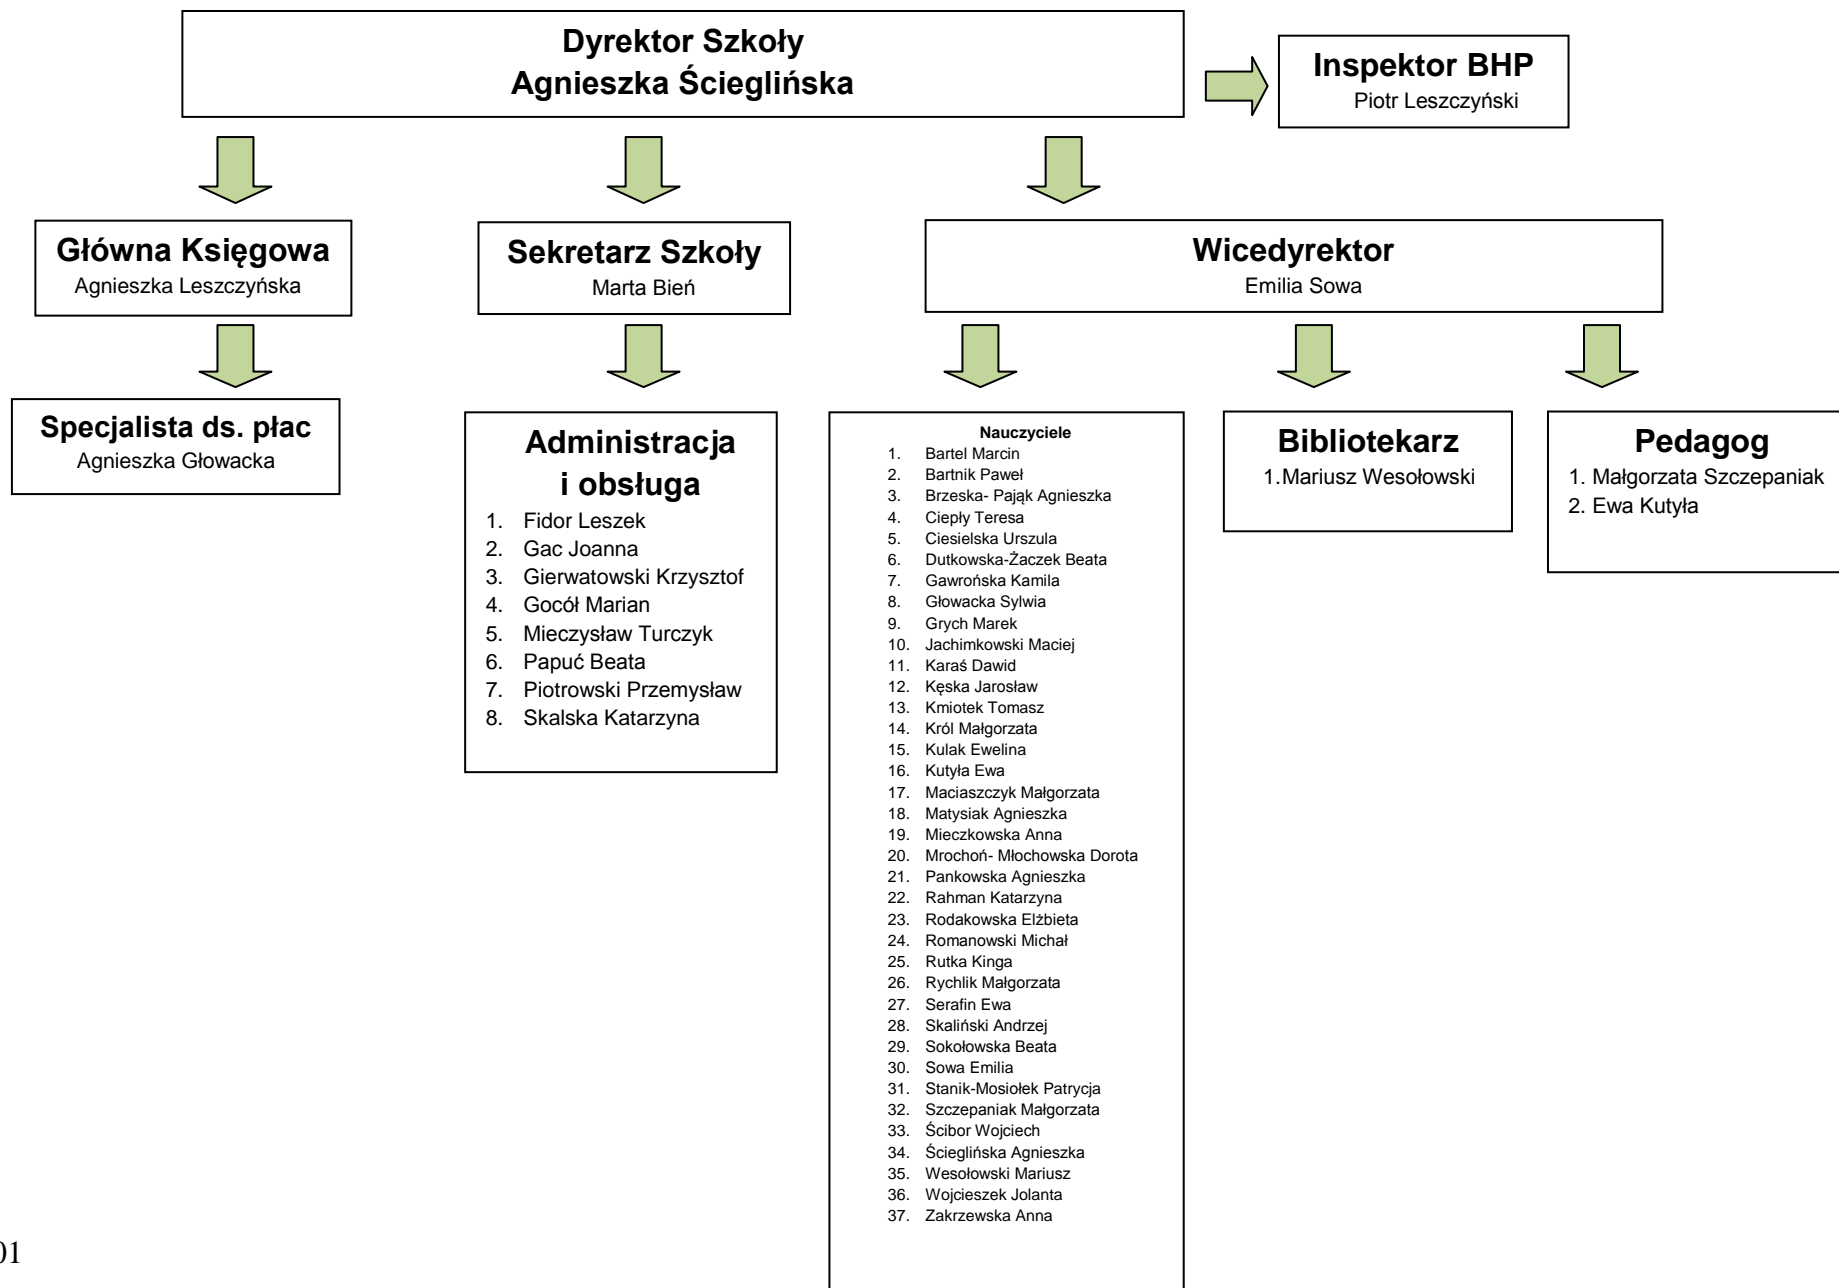 Dyrektor Szkoły
Agnieszka Ścieglińska
Inspektor BHP
Piotr Leszczyński
Główna Księgowa
Agnieszka Leszczyńska
Sekretarz Szkoły
Marta Bień
Wicedyrektor
Emilia Sowa
Specjalista ds. płac
Agnieszka Głowacka
Administracja
i obsługa
1. Fidor Leszek
2. Gac Joanna
3. Gierwatowski Krzysztof
4. Gocół Marian
5. Mieczysław Turczyk
6. Papuć Beata
7. Piotrowski Przemysław
8. Skalska Katarzyna
Nauczyciele
1. Bartel Marcin
2. Bartnik Paweł
3. Brzeska- Pająk Agnieszka
4. Ciepły Teresa
5. Ciesielska Urszula
6. Dutkowska-Żaczek Beata
7. Gawrońska Kamila
8. Głowacka Sylwia
9. Grych Marek
10. Jachimkowski Maciej
11. Karaś Dawid
12. Kęska Jarosław
13. Kmiotek Tomasz
14. Król Małgorzata
15. Kulak Ewelina
16. Kutyła Ewa
17. Maciaszczyk Małgorzata
18. Matysiak Agnieszka
19. Mieczkowska Anna
20. Mrochoń- Młochowska Dorota
21. Pankowska Agnieszka
22. Rahman Katarzyna
23. Rodakowska Elżbieta
24. Romanowski Michał
25. Rutka Kinga
26. Rychlik Małgorzata
27. Serafin Ewa
28. Skaliński Andrzej
29. Sokołowska Beata
30. Sowa Emilia
31. Stanik-Mosiołek Patrycja
32. Szczepaniak Małgorzata
33. Ścibor Wojciech
34. Ścieglińska Agnieszka
35. Wesołowski Mariusz
36. Wojcieszek Jolanta
37. Zakrzewska Anna
Bibliotekarz
1.Mariusz Wesołowski
Pedagog
1. Małgorzata Szczepaniak
2. Ewa Kutyła
01